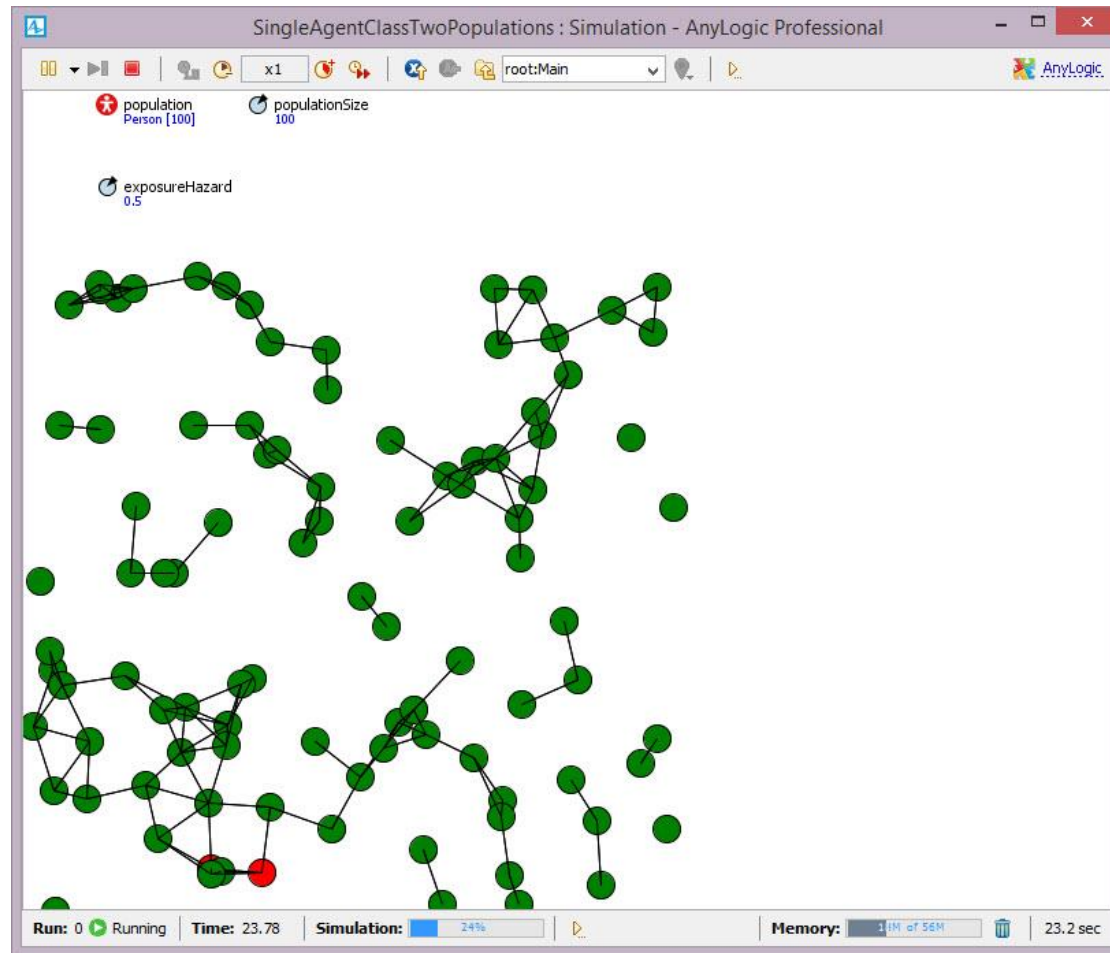 SingleAgentClassTwoPopulations : Simulation - AnyLogic Professional
x1
root:Main
AnyLogic
population
Person [100]
populationSize
100
exposureHazard
0.5
Run: 0 Running
Time: 23.78
Simulation: 24%
Memory: of 56M
23.2 sec